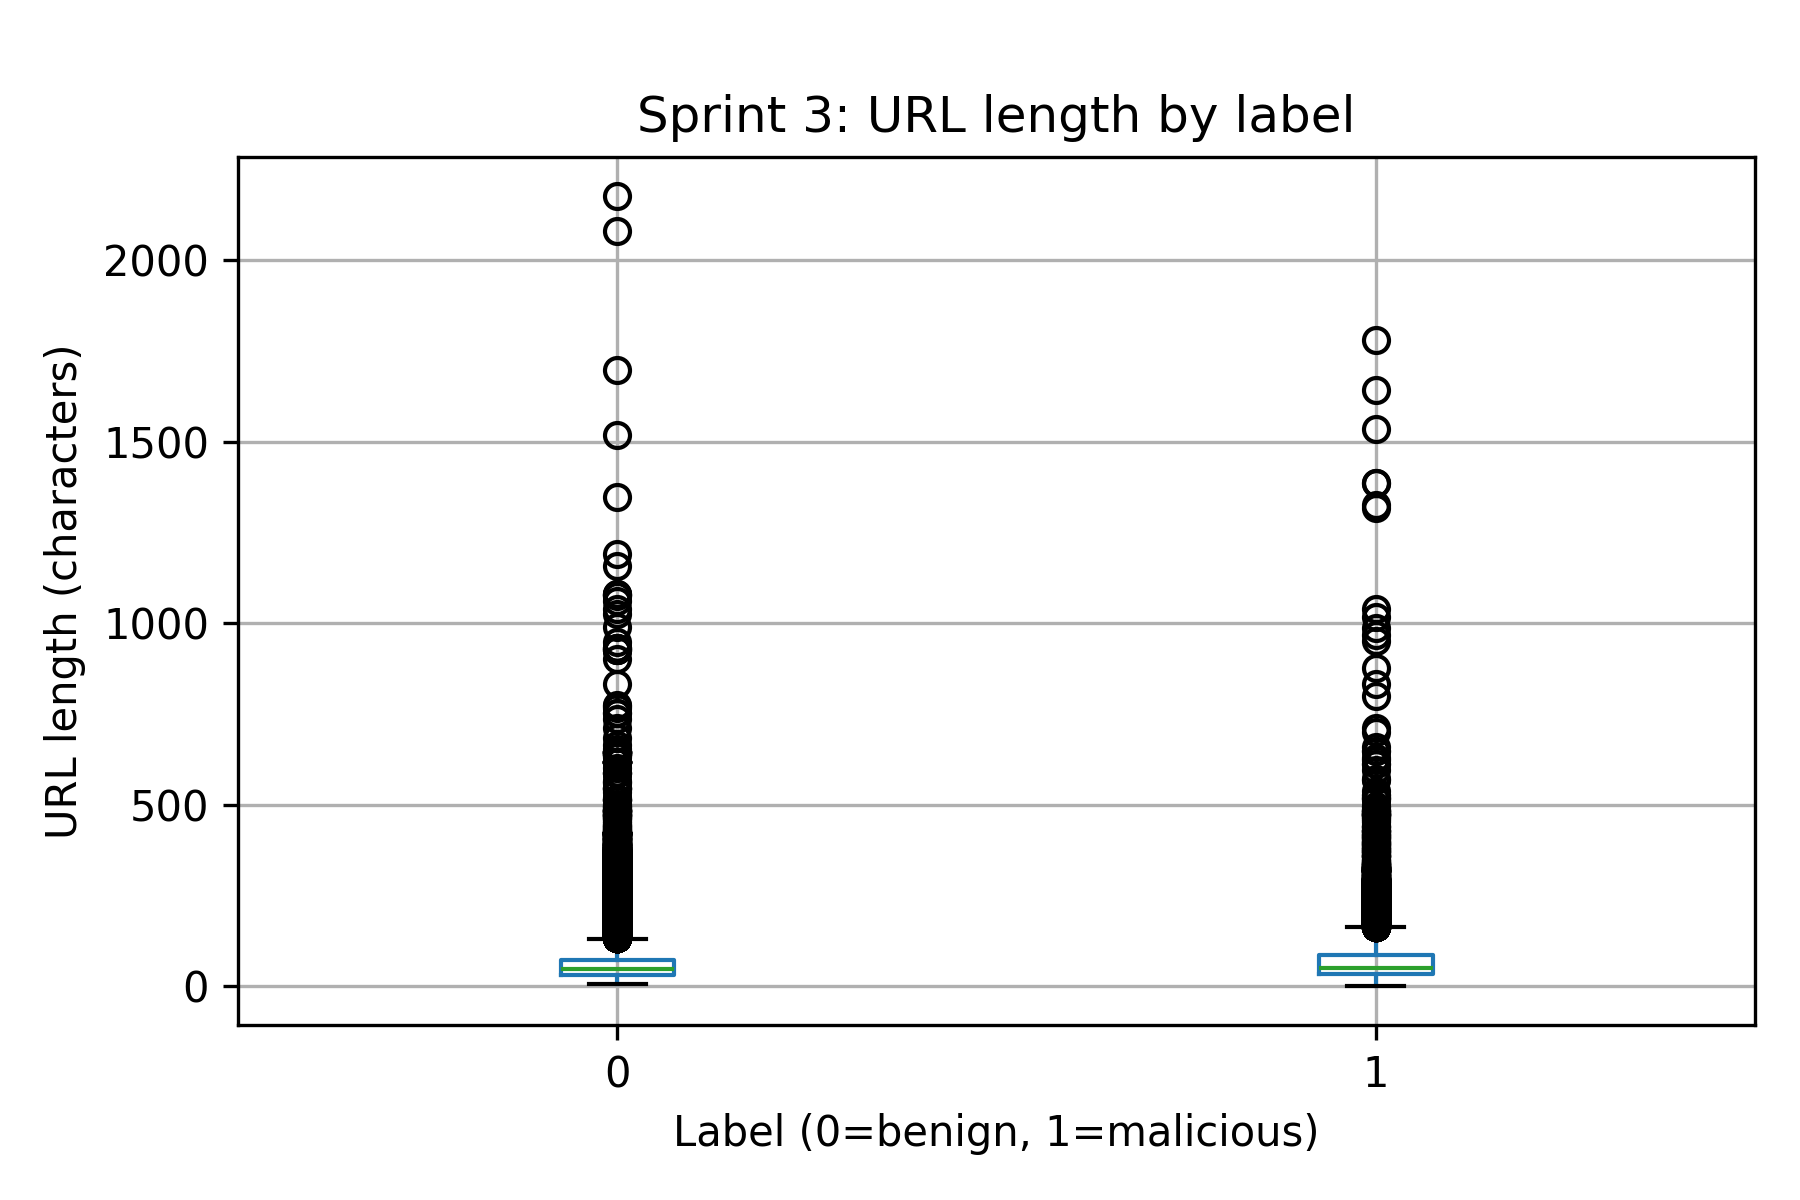 Sprint 3: URL length by label
URL length (characters)
2000
1500
1000
500
0
0
1
Label (0=benign, 1=malicious)